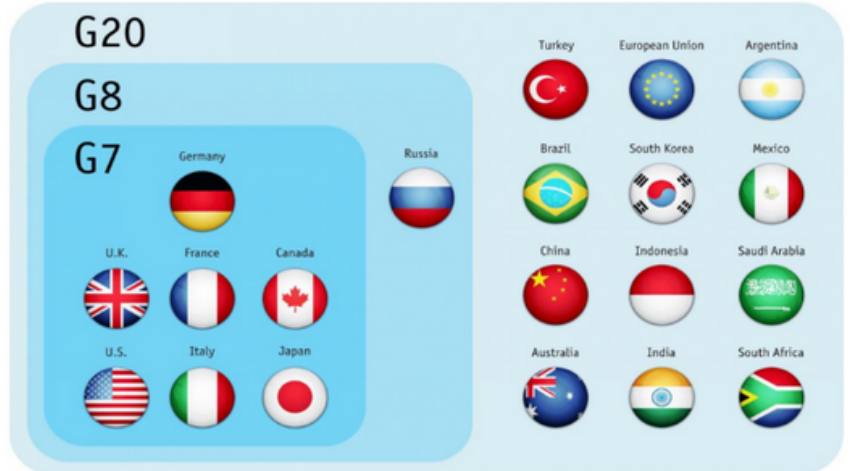 G20
G8
G7
Germany
U.K.
France
Canada
U.S.
Italy
Japan
Russia
Turkey
European Union
Argentina
Brazil
South Korea
Mexico
China
Indonesia
Saudi Arabia
Australia
India
South Africa